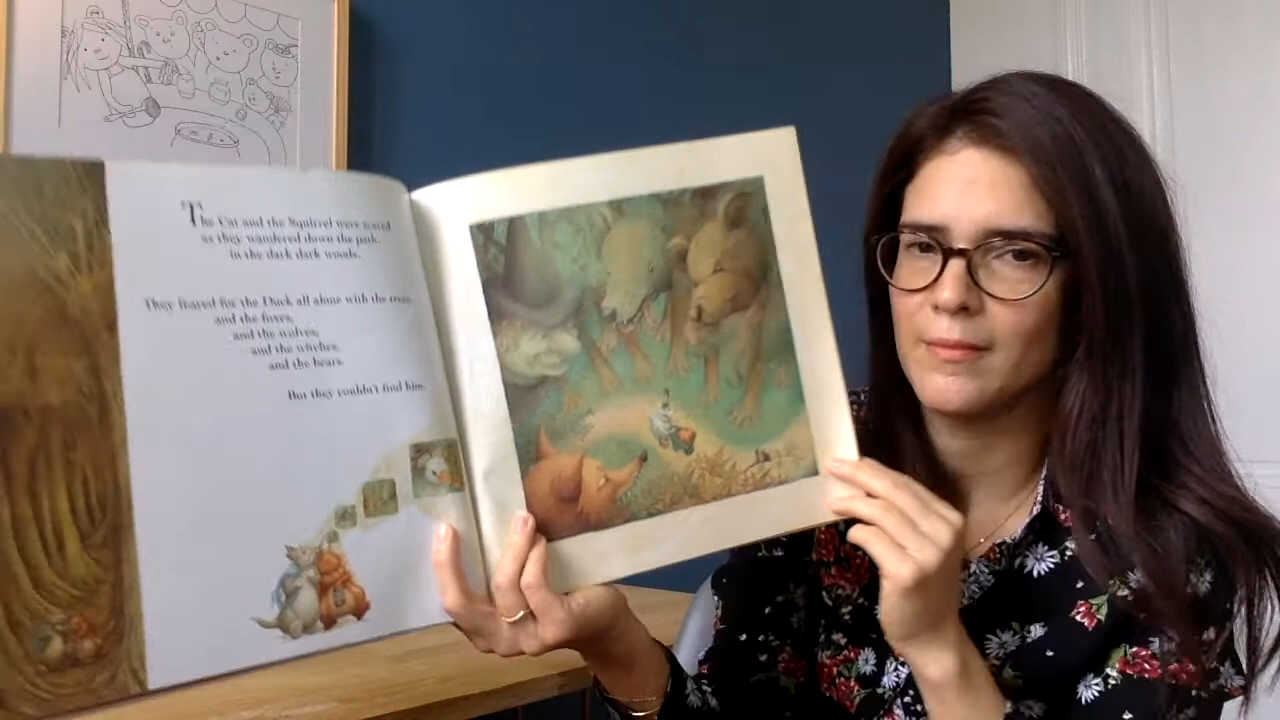 The Cat and the Squirrel were scared
as they wandered down the path.
in the dark dark woods.
They feared for the Duck all alone with the trees
and the foxes,
and the wolves,
and the witches,
and the bears.
But they couldn't find him.